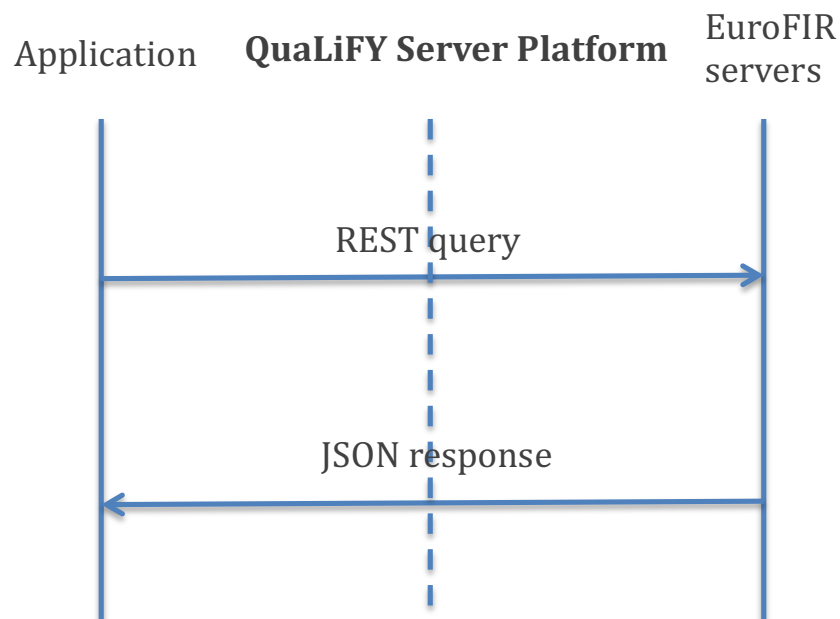 Application
QuaLiFY Server Platform
EuroFIR
servers
REST query
JSON response